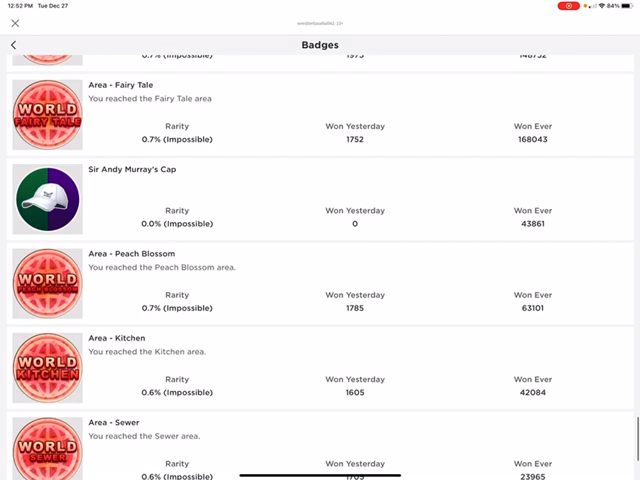 12:52 PM Tue Dec 27
84%
Badges
0.7% (Impossible)
1975
148732
WORLD
FAIRY TALE
Area - Fairy Tale
You reached the Fairy Tale area
Rarity
Won Yesterday
Won Ever
0.7% (Impossible)
1752
168043
Sir Andy Murray's Cap
Rarity
Won Yesterday
Won Ever
0.0% (Impossible)
0
43861
WORLD
PEACH BLOSSOM
Area - Peach Blossom
You reached the Peach Blossom area.
Rarity
Won Yesterday
Won Ever
0.7% (Impossible)
1785
63101
WORLD
KITCHEN
Area - Kitchen
You reached the Kitchen area.
Rarity
Won Yesterday
Won Ever
0.6% (Impossible)
1605
42084
WORLD
SEWER
Area - Sewer
You reached the Sewer area.
Rarity
Won Yesterday
Won Ever
0.6% (Impossible)
1705
23965